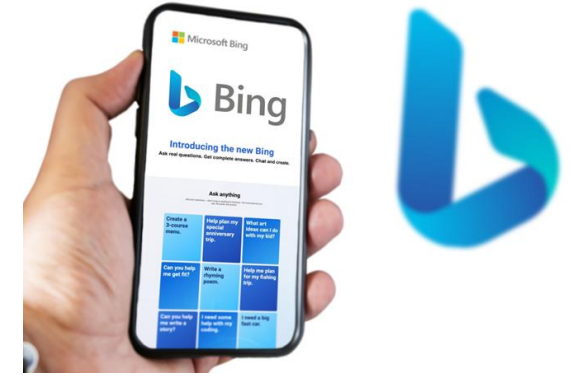 Microsoft Bing
Bing
Introducing the new Bing
Ask real questions. Get complete answers. Chat and create.
Ask anything
Create a
3-course
menu.
Help plan my
special
anniversary
trip.
What art
ideas can I do
with my kid?
Can you help
me get fit?
Write a
rhyming
poem.
Help me plan
for my fishing
trip.
Can you help
me write a
story?
I need some
help with my
coding.
I need a big
fast car.